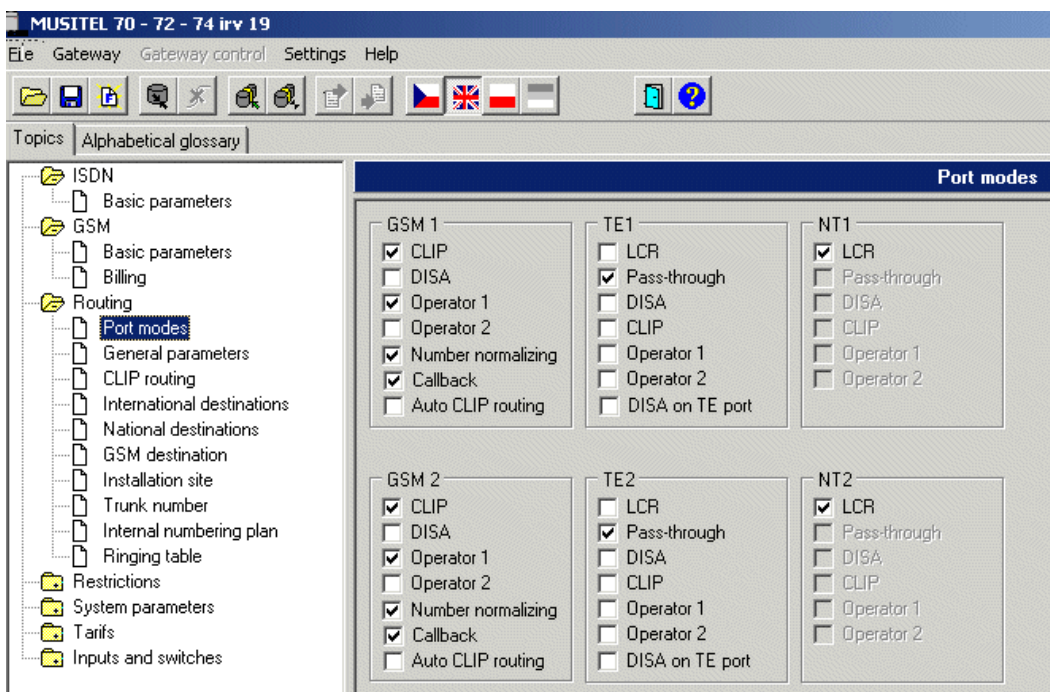 MUSITEL 70 - 72 - 74 irv 19
File Gateway Gateway control Settings Help
Topics Alphabetical glossary
ISDN
Basic parameters
GSM
Basic parameters
Billing
Routing
Port modes
General parameters
CLIP routing
International destinations
National destinations
GSM destination
Installation site
Trunk number
Internal numbering plan
Ringing table
Restrictions
System parameters
Tarifs
Inputs and switches
Port modes
GSM 1
CLIP
DISA
Operator 1
Operator 2
Number normalizing
Callback
Auto CLIP routing
TE1
LCR
Pass-through
DISA
CLIP
Operator 1
Operator 2
DISA on TE port
NT1
LCR
Pass-through
DISA
CLIP
Operator 1
Operator 2
GSM 2
CLIP
DISA
Operator 1
Operator 2
Number normalizing
Callback
Auto CLIP routing
TE2
LCR
Pass-through
DISA
CLIP
Operator 1
Operator 2
DISA on TE port
NT2
LCR
Pass-through
DISA
CLIP
Operator 1
Operator 2